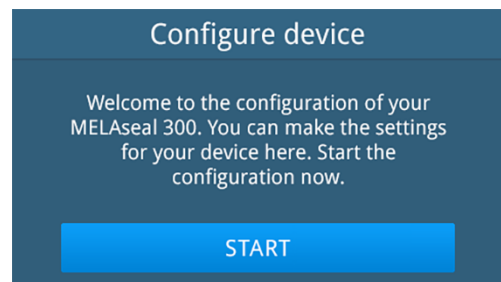 Configure device
Welcome to the configuration of your
MELAseal 300. You can make the settings
for your device here. Start the
configuration now.
START